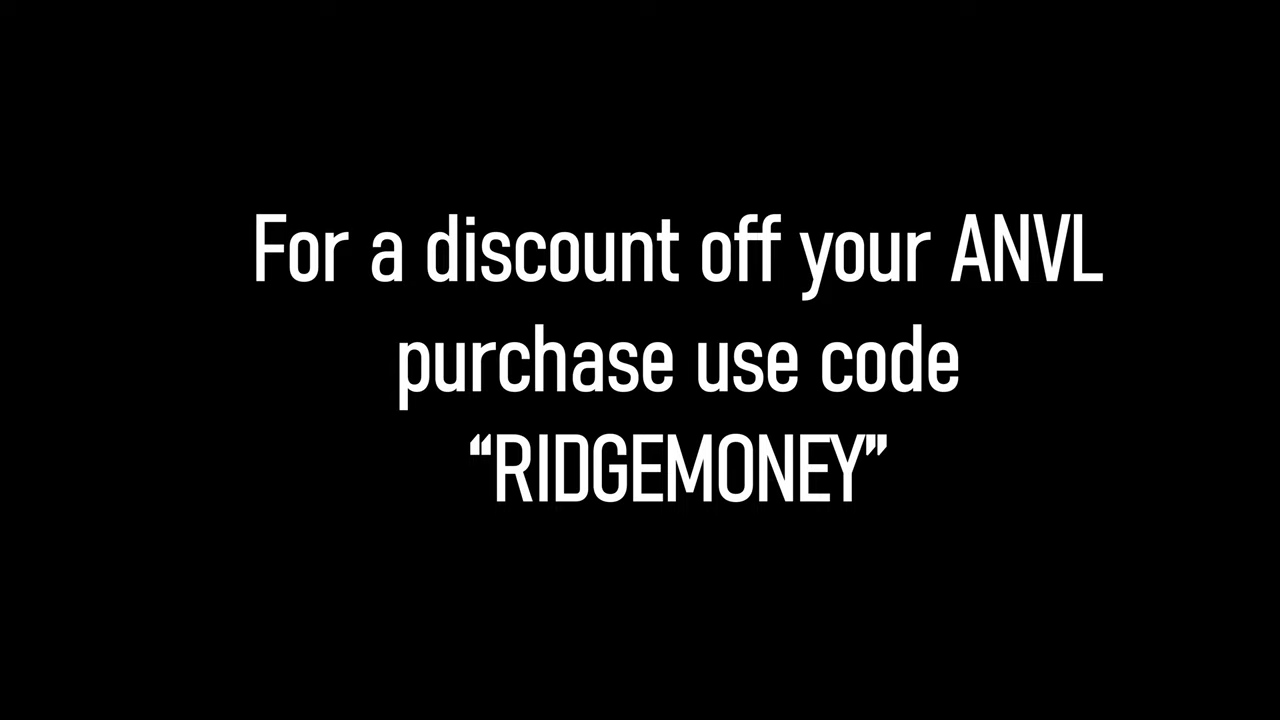 For a discount off your ANVL
purchase use code
“RIDGEMONEY”